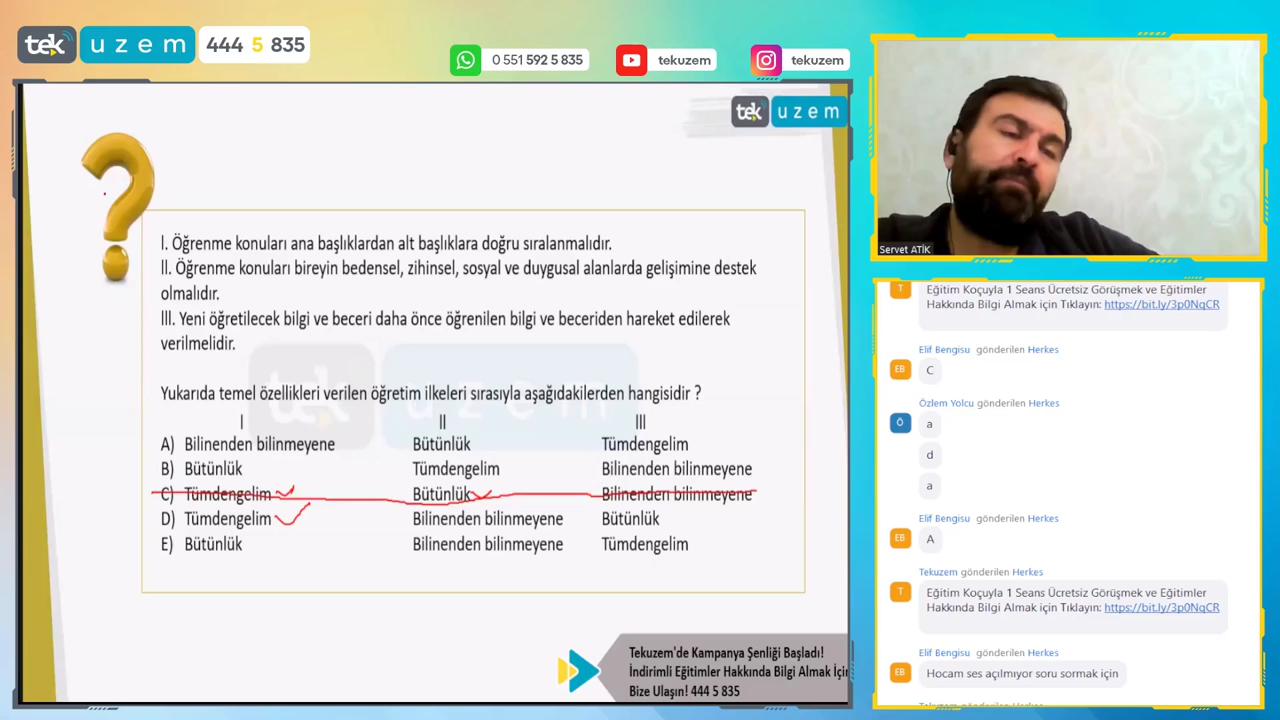 tek uzem 444 5 835
0 551 592 5 835
tekuzem
tekuzem
tek uzem
I. Öğrenme konuları ana başlıklardan alt başlıklara doğru sıralanmalıdır.
II. Öğrenme konuları bireyin bedensel, zihinsel, sosyal ve duygusal alanlarda gelişimine destek
olmalıdır.
III. Yeni öğretilecek bilgi ve beceri daha önce öğrenilen bilgi ve beceriden hareket edilerek
verilmelidir.
Yukarıda temel özellikleri verilen öğretim ilkeleri sırasıyla aşağıdakilerden hangisidir ?
I II III
A) Bilinenden bilinmeyene Bütünlük Tümdengelim
B) Bütünlük Tümdengelim Bilinenden bilinmeyene
C) Tümdengelim Bütünlük Bilinenden bilinmeyene
D) Tümdengelim Bilinenden bilinmeyene Bütünlük
E) Bütünlük Bilinenden bilinmeyene Tümdengelim
tek uzem
Tekuzem'de Kampanya Şenliği Başladı!
İndirimli Eğitimler Hakkında Bilgi Almak İçin
Bize Ulaşın! 444 5 835
Servet ATİK
T
Eğitim Koçuyla 1 Seans Ücretsiz Görüşmek ve Eğitimler
Hakkında Bilgi Almak için Tıklayın: https://bit.ly/3p0NqCR
Elif Bengisu gönderilen Herkes
EB C
Özlem Yolcu gönderilen Herkes
Ö a
d
a
Elif Bengisu gönderilen Herkes
EB A
Tekuzem gönderilen Herkes
T Eğitim Koçuyla 1 Seans Ücretsiz Görüşmek ve Eğitimler
Hakkında Bilgi Almak için Tıklayın: https://bit.ly/3p0NqCR
Elif Bengisu gönderilen Herkes
EB Hocam ses açılmıyor soru sormak için
gönderilen Herkes